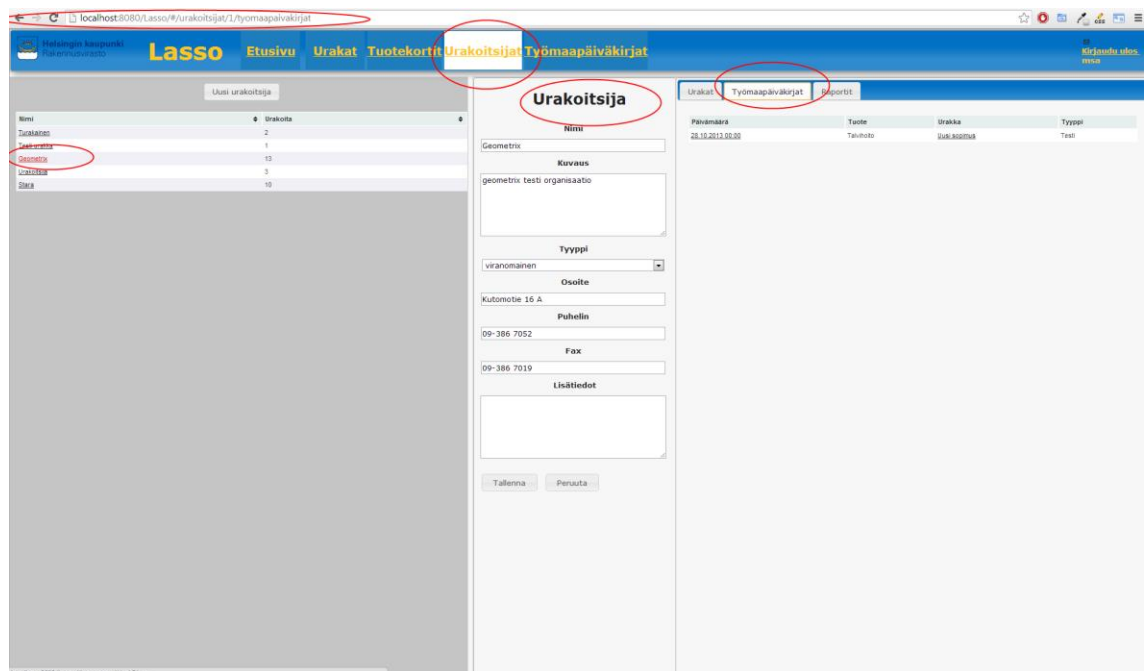 localhost:8080/Lasso/#/urakoitsijat/1/tyomaapaivakirjat
Helsingin kaupunki
Rakennusvirasto
Lasso
Etusivu Urakat Tuotekortit Urakoitsijat Työmaapäiväkirjat
Kirjaudu ulos
msa
Uusi urakoitsija
Nimi Urakoita
Turakainen 2
Testi urakka 1
Geometrix 13
Urakoitsija 3
Stara 10
Urakoitsija
Nimi
Geometrix
Kuvaus
geometrix testi organisaatio
Tyyppi
viranomainen
Osoite
Kutomotie 16 A
Puhelin
09-386 7052
Fax
09-386 7019
Lisätiedot
Tallenna Peruuta
Urakat Työmaapäiväkirjat Raportit
Päivämäärä Tuote Urakka Tyyppi
28.10.2013 00:00 Talvihoito Uusi sopimus Testi